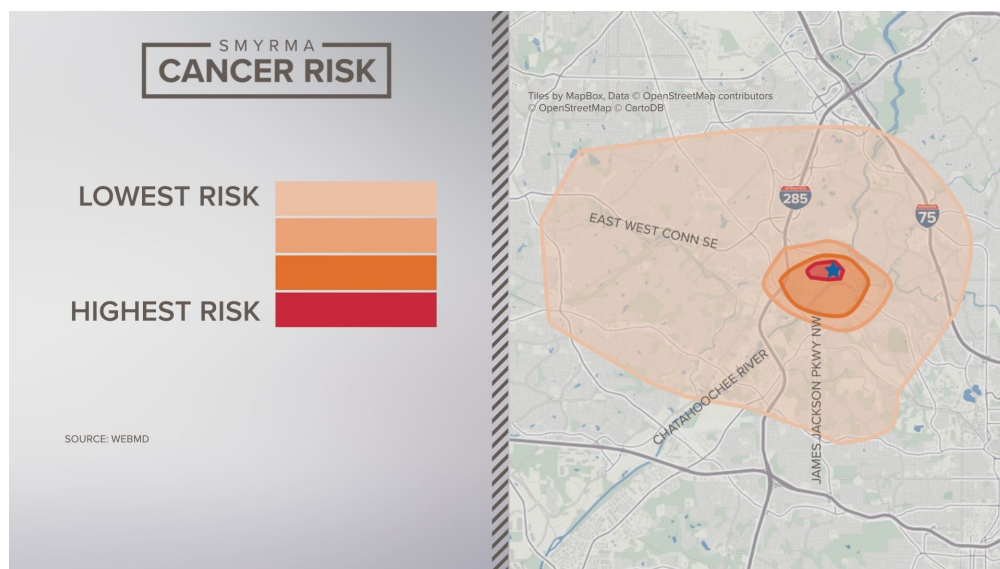 SMYRMA
CANCER RISK
LOWEST RISK
HIGHEST RISK
SOURCE: WEBMD
Tiles by MapBox, Data © OpenStreetMap contributors
© OpenStreetMap © CartoDB
285
75
EAST WEST CONN SE
CHATAHOOCHEE RIVER
JAMES JACKSON PKWY NW